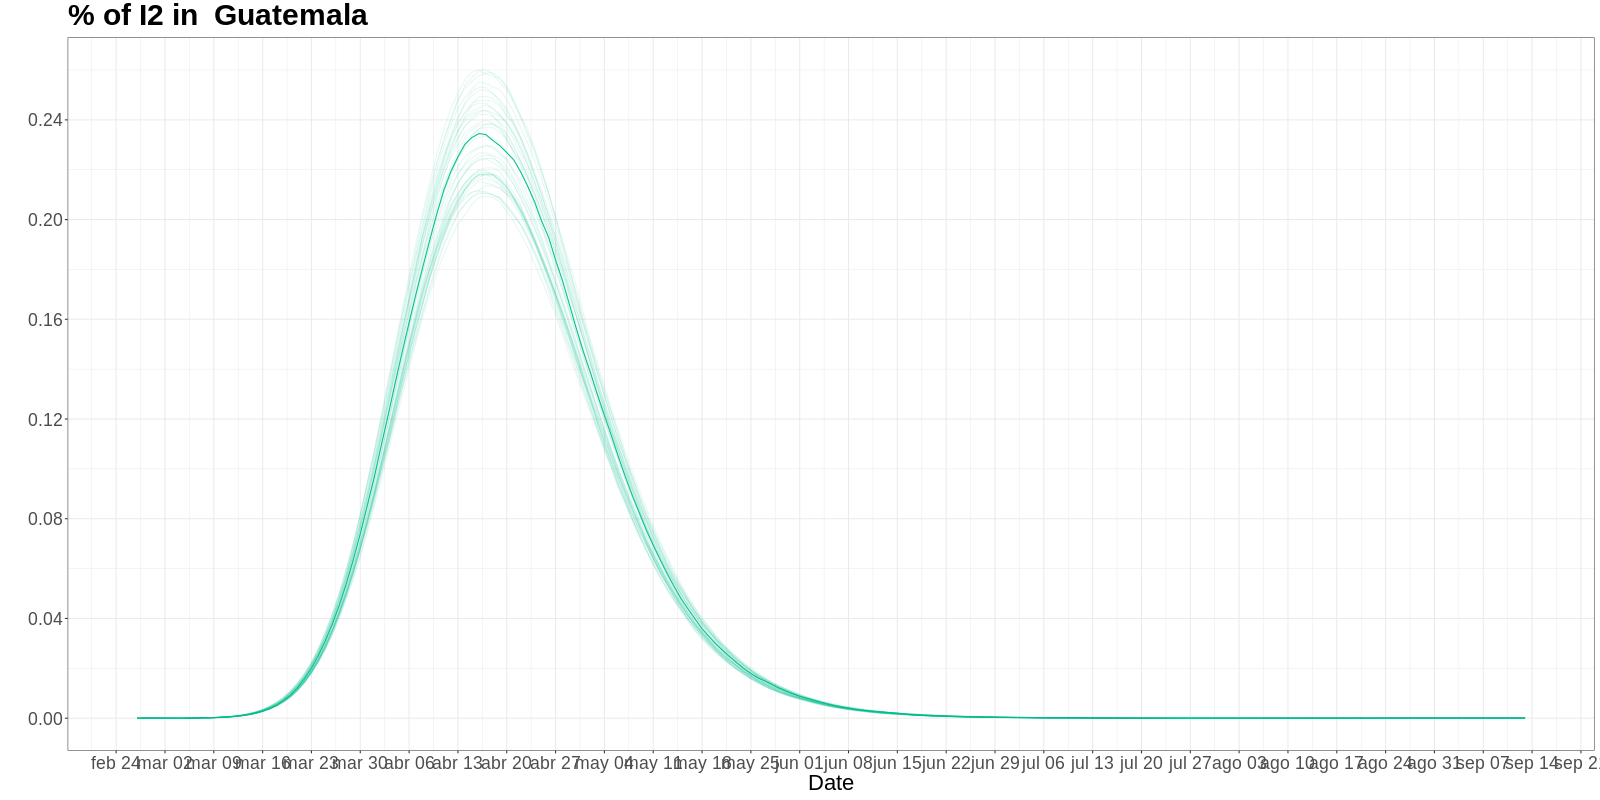 % of I2 in  Guatemala
0.24
0.20
0.16
0.12
0.08
0.04
0.00
feb 24 mar 02 mar 09 mar 16 mar 23 mar 30 abr 06 abr 13 abr 20 abr 27 may 04 may 11 may 18 may 25 jun 01 jun 08 jun 15 jun 22 jun 29 jul 06 jul 13 jul 20 jul 27 ago 03 ago 10 ago 17 ago 24 ago 31 sep 07 sep 14 sep 21
Date